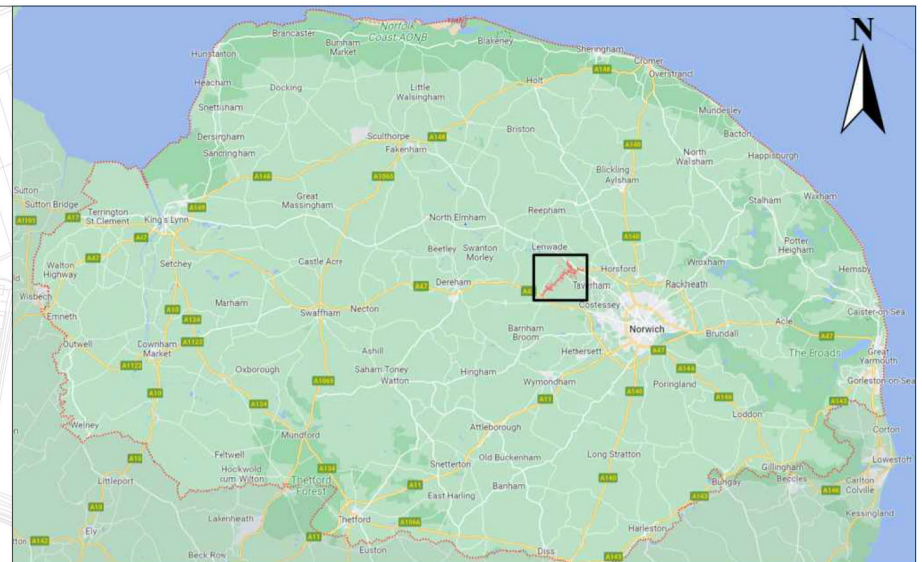 N
Norfolk
Coast AONB
Brancaster
Burnham
Market
Blakeney
Sheringham
Cromer
Overstrand
Hunstanton
Heacham
Docking
Little
Walsingham
Holt
A148
Snettisham
Mundesley
Bacton
Sculthorpe
A148
Fakenham
Briston
A140
North
Walsham
Happisburgh
Dersingham
Sandringham
A148
A1065
Blickling
Aylsham
Sutton
Sutton Bridge
Terrington
St Clement
King's Lynn
A149
Great
Massingham
North Elmham
Reepham
Stalham
Waxham
A1101
A17
A47
A140
Potter
Heigham
Walton
Highway
A47
Setchey
Castle Acre
Beetley
Swanton
Morley
Lenwade
Horsford
Wroxham
Hemsby
Wisbech
Emneth
Marham
A10
A134
Swaffham
Necton
A47
Dereham
Taverham
Costessey
Rackheath
Caister-on-Sea
Norwich
Acle
A47
Brundall
Outwell
Downham
Market
A1122
A1122
Barnham
Broom
Hethersett
A47
The Broads
Great
Yarmouth
Ashill
Saham Toney
Watton
Hingham
Oxborough
A1065
Wymondham
A146
Poringland
Gorleston-on-Sea
A10
A134
A11
A140
A146
A143
Loddon
Welney
Mundford
Attleborough
Corton
Feltwell
Hockwold
cum Wilton
Thetford
Forest
A134
Snetterton
Old Buckenham
Long Stratton
Gillingham
Lowestoft
A10
Littleport
A11
Banham
Bungay
Beccles
A146
Carlton
Colville
East Harling
A140
A143
Kessingland
A10
Lakenheath
Thetford
A1066
Harleston
Ely
A142
Beck Row
A11
Euston
Diss
A143